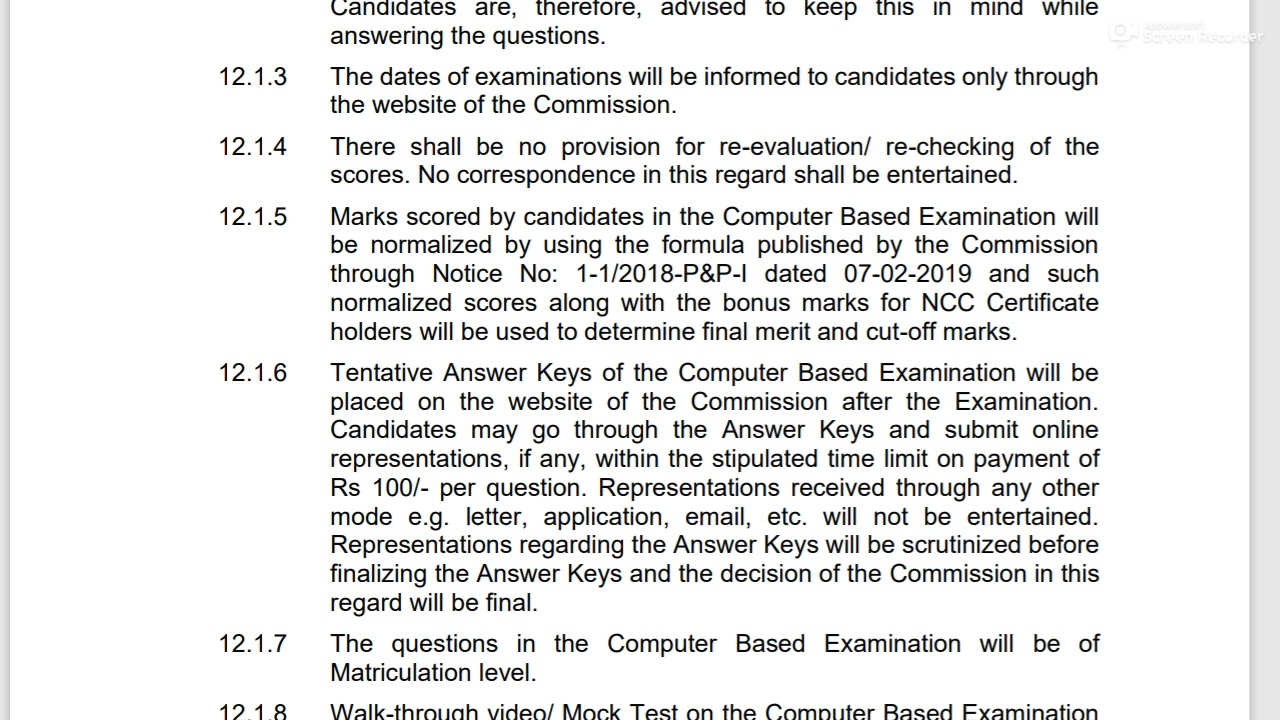 Candidates are, therefore, advised to keep this in mind while
answering the questions.
Apowersoft
Screen Recorder
12.1.3 The dates of examinations will be informed to candidates only through
the website of the Commission.
12.1.4 There shall be no provision for re-evaluation/ re-checking of the
scores. No correspondence in this regard shall be entertained.
12.1.5 Marks scored by candidates in the Computer Based Examination will
be normalized by using the formula published by the Commission
through Notice No: 1-1/2018-P&P-I dated 07-02-2019 and such
normalized scores along with the bonus marks for NCC Certificate
holders will be used to determine final merit and cut-off marks.
12.1.6 Tentative Answer Keys of the Computer Based Examination will be
placed on the website of the Commission after the Examination.
Candidates may go through the Answer Keys and submit online
representations, if any, within the stipulated time limit on payment of
Rs 100/- per question. Representations received through any other
mode e.g. letter, application, email, etc. will not be entertained.
Representations regarding the Answer Keys will be scrutinized before
finalizing the Answer Keys and the decision of the Commission in this
regard will be final.
12.1.7 The questions in the Computer Based Examination will be of
Matriculation level.
12.1.8 Walk-through video/ Mock Test on the Computer Based Examination